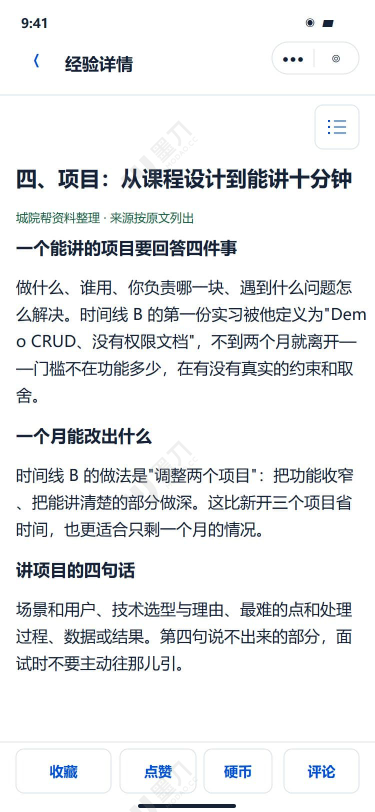 9:41
经验详情
四、项目：从课程设计到能讲十分钟
城院帮资料整理 · 来源按原文列出
一个能讲的项目要回答四件事
做什么、谁用、你负责哪一块、遇到什么问题怎
么解决。时间线 B 的第一份实习被他定义为"Dem
o CRUD、没有权限文档"，不到两个月就离开—
—门槛不在功能多少，在有没有真实的约束和取
舍。
一个月能改出什么
时间线 B 的做法是"调整两个项目"：把功能收窄
、把能讲清楚的部分做深。这比新开三个项目省
时间，也更适合只剩一个月的情况。
讲项目的四句话
场景和用户、技术选型与理由、最难的点和处理
过程、数据或结果。第四句说不出来的部分，面
试时不要主动往那儿引。
收藏 点赞 硬币 评论